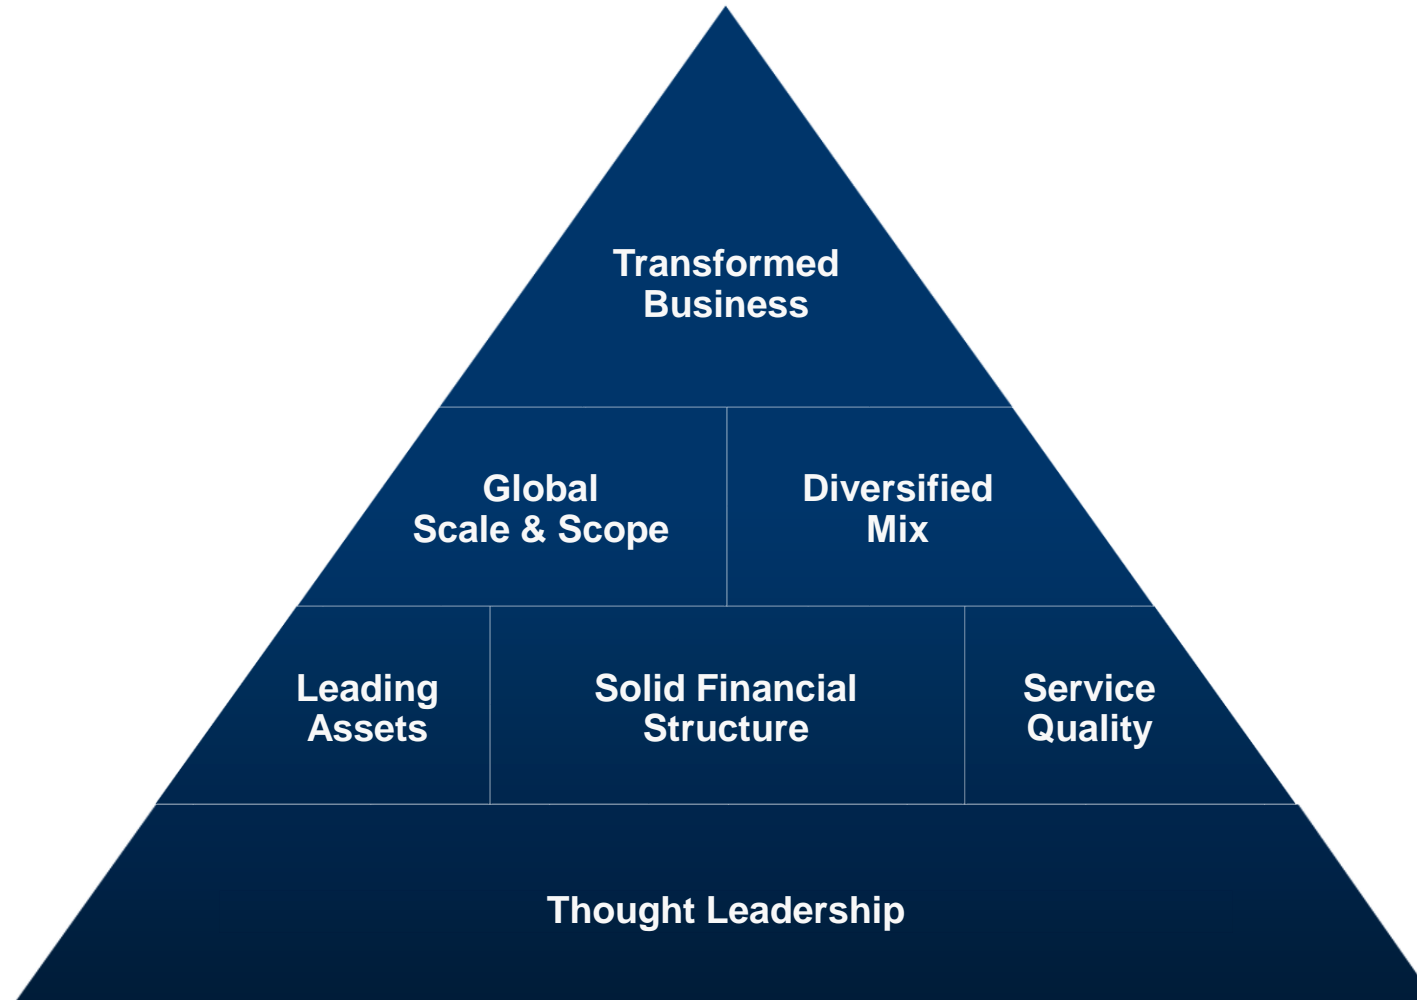 Transformed
Business
Global
Scale & Scope
Diversified
Mix
Leading
Assets
Solid Financial
Structure
Service
Quality
Thought Leadership